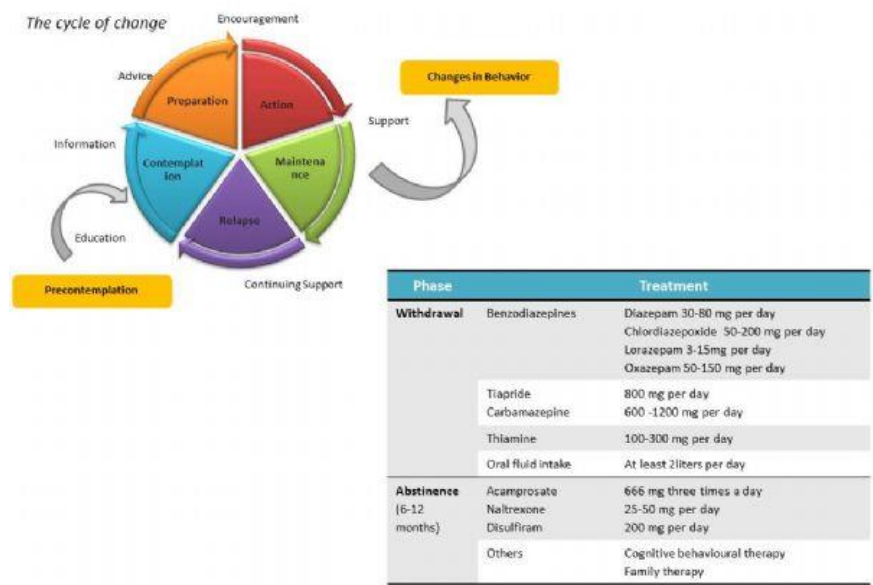 The cycle of change
Encouragement
Advice
Preparation
Action
Changes in Behavior
Support
Information
Contemplat
ion
Maintena
nce
Relapse
Education
Continuing Support
Precontemplation
Phase Treatment
Withdrawal Benzodiazepines Diazepam 30-80 mg per day
Chlordiazepoxide 50-200 mg per day
Lorazepam 3-15mg per day
Oxazepam 50-150 mg per day
Tiapride 800 mg per day
Carbamazepine 600 -1200 mg per day
Thiamine 100-300 mg per day
Oral fluid intake At least 2liters per day
Abstinence Acamprosate 666 mg three times a day
(6-12 Naltrexone 25-50 mg per day
months) Disulfiram 200 mg per day
Others Cognitive behavioural therapy
Family therapy